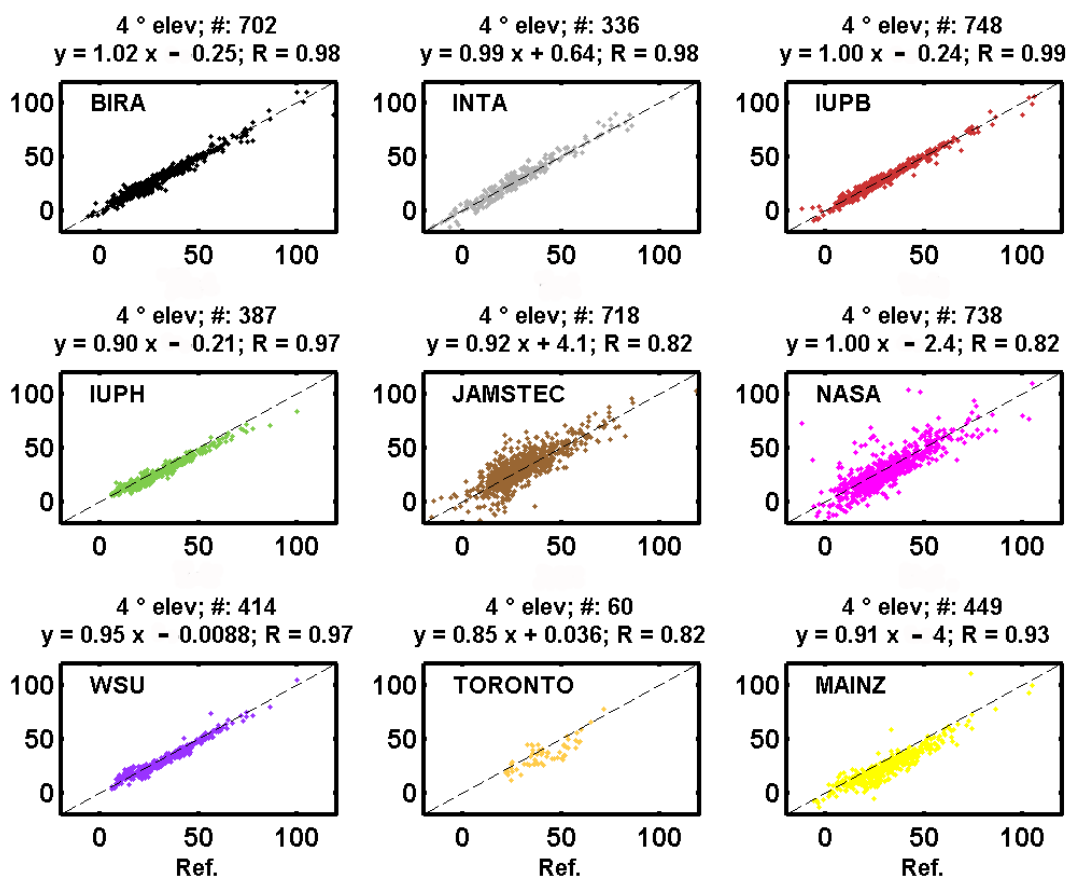 4 ° elev; #: 702
y = 1.02 x − 0.25; R = 0.98
BIRA
100
50
0
0 50 100
4 ° elev; #: 336
y = 0.99 x + 0.64; R = 0.98
INTA
100
50
0
0 50 100
4 ° elev; #: 748
y = 1.00 x − 0.24; R = 0.99
IUPB
100
50
0
0 50 100
4 ° elev; #: 387
y = 0.90 x − 0.21; R = 0.97
IUPH
100
50
0
0 50 100
4 ° elev; #: 718
y = 0.92 x + 4.1; R = 0.82
JAMSTEC
100
50
0
0 50 100
4 ° elev; #: 738
y = 1.00 x − 2.4; R = 0.82
NASA
100
50
0
0 50 100
4 ° elev; #: 414
y = 0.95 x − 0.0088; R = 0.97
WSU
100
50
0
0 50 100
Ref.
4 ° elev; #: 60
y = 0.85 x + 0.036; R = 0.82
TORONTO
100
50
0
0 50 100
Ref.
4 ° elev; #: 449
y = 0.91 x − 4; R = 0.93
MAINZ
100
50
0
0 50 100
Ref.